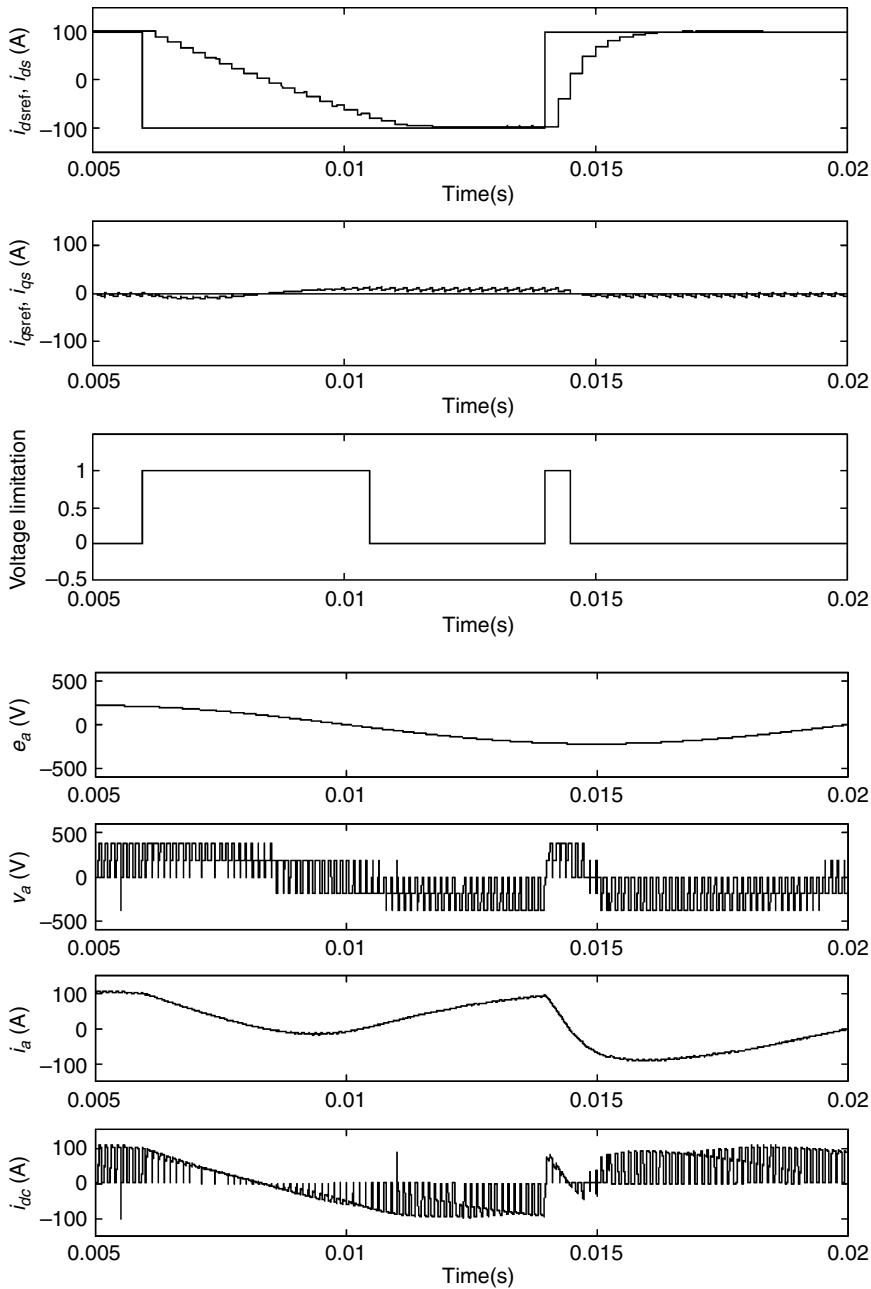 i_dsref, i_ds (A)
100
0
−100
0.005 0.01 0.015 0.02
Time(s)
i_qsref, i_qs (A)
100
0
−100
0.005 0.01 0.015 0.02
Time(s)
Voltage limitation
1
0.5
0
−0.5
0.005 0.01 0.015 0.02
Time(s)
e_a (V)
500
0
−500
0.005 0.01 0.015 0.02
v_a (V)
500
0
−500
0.005 0.01 0.015 0.02
i_a (A)
100
0
−100
0.005 0.01 0.015 0.02
i_dc (A)
100
0
−100
0.005 0.01 0.015 0.02
Time(s)